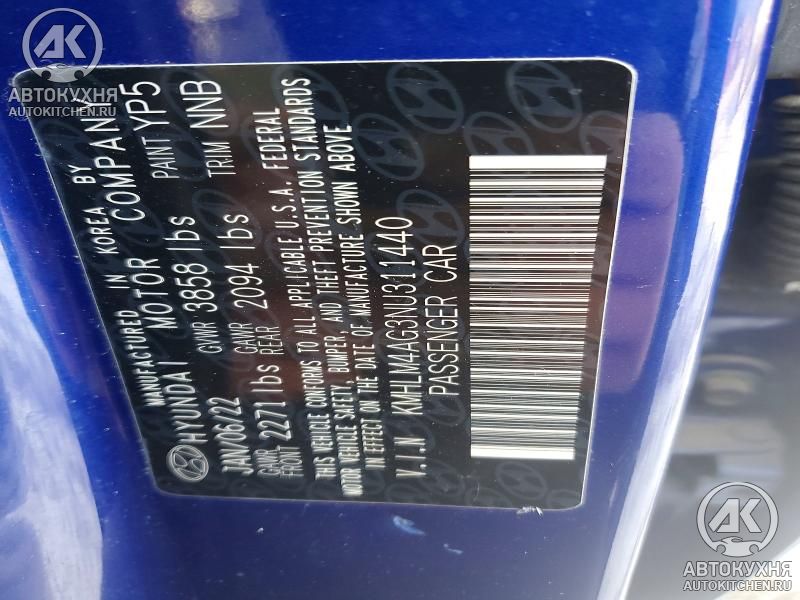 АВТОКУХНЯ
AUTOKITCHEN.RU
MANUFACTURED IN KOREA BY
HYUNDAI MOTOR COMPANY
JAN/06/22 GVWR 3858 lbs PAINT YP5
GAWR FRONT 2271 lbs GAWR REAR 2094 lbs TRIM NNB
THIS VEHICLE CONFORMS TO ALL APPLICABLE U.S.A. FEDERAL
MOTOR VEHICLE SAFETY, BUMPER, AND THEFT PREVENTION STANDARDS
IN EFFECT ON THE DATE OF MANUFACTURE SHOWN ABOVE
V.I.N KMHLM4AG3NU311440
PASSENGER CAR
АВТОКУХНЯ
AUTOKITCHEN.RU